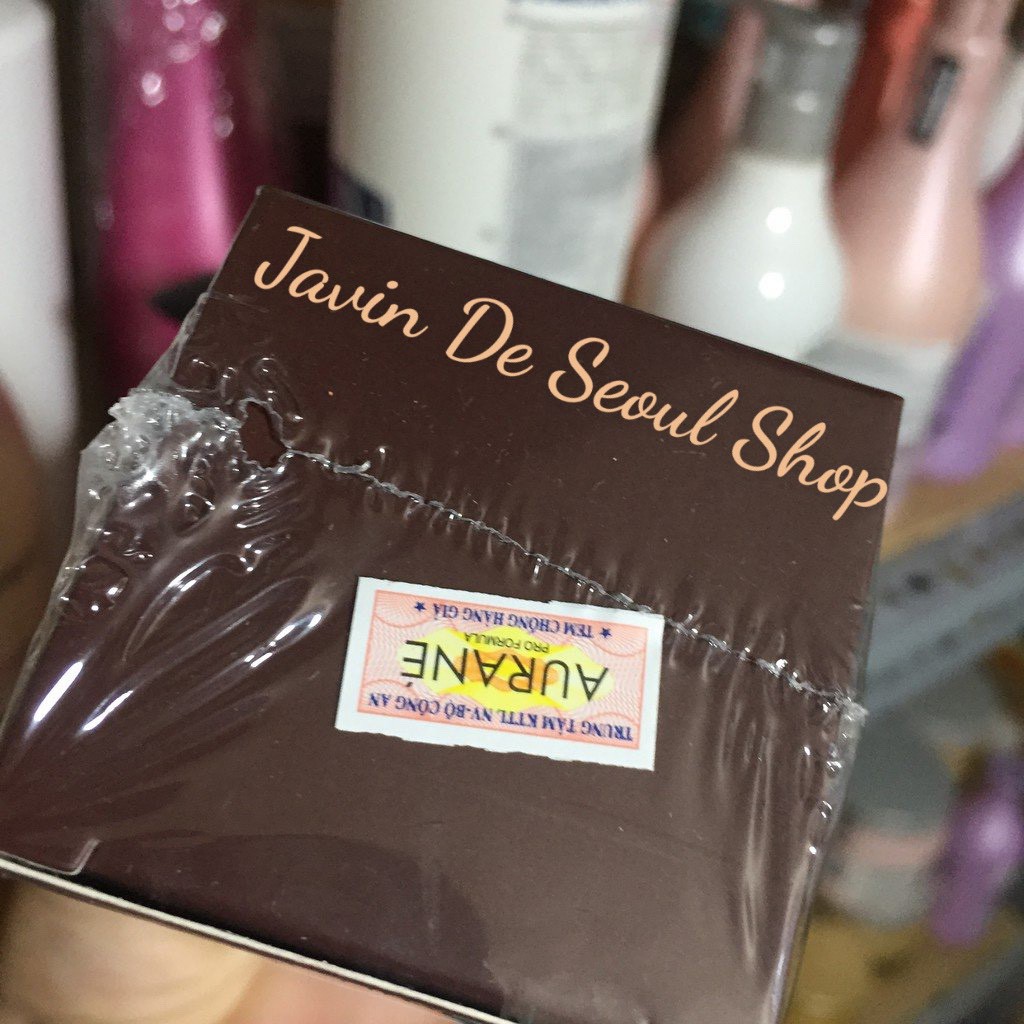 Javin De Seoul Shop
TRUNG TÂM KTTL NV-BỘ CÔNG AN
AURANÉ
PRO FORMULA
★ TEM CHỐNG HÀNG GIẢ ★